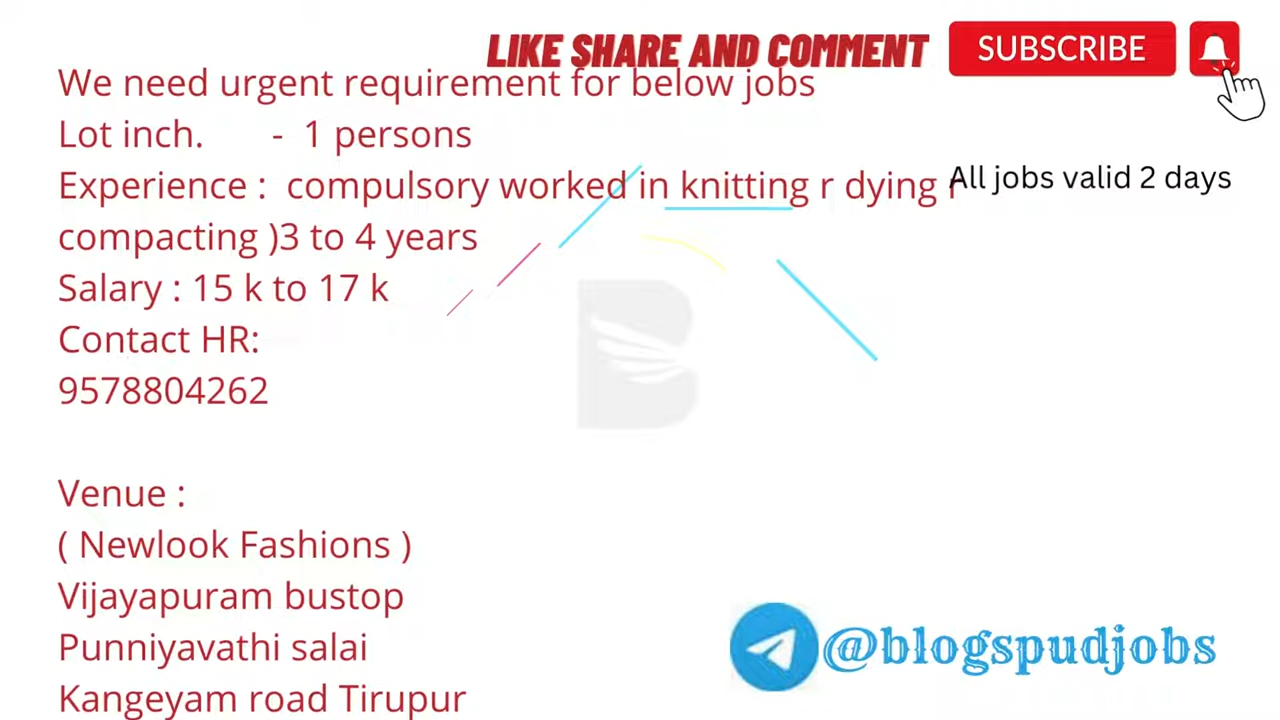 LIKE SHARE AND COMMENT
SUBSCRIBE
We need urgent requirement for below jobs
Lot inch. - 1 persons
Experience : compulsory worked in knitting r dying r
All jobs valid 2 days
compacting )3 to 4 years
Salary : 15 k to 17 k
Contact HR:
9578804262
Venue :
( Newlook Fashions )
Vijayapuram bustop
Punniyavathi salai
Kangeyam road Tirupur
@blogspudjobs